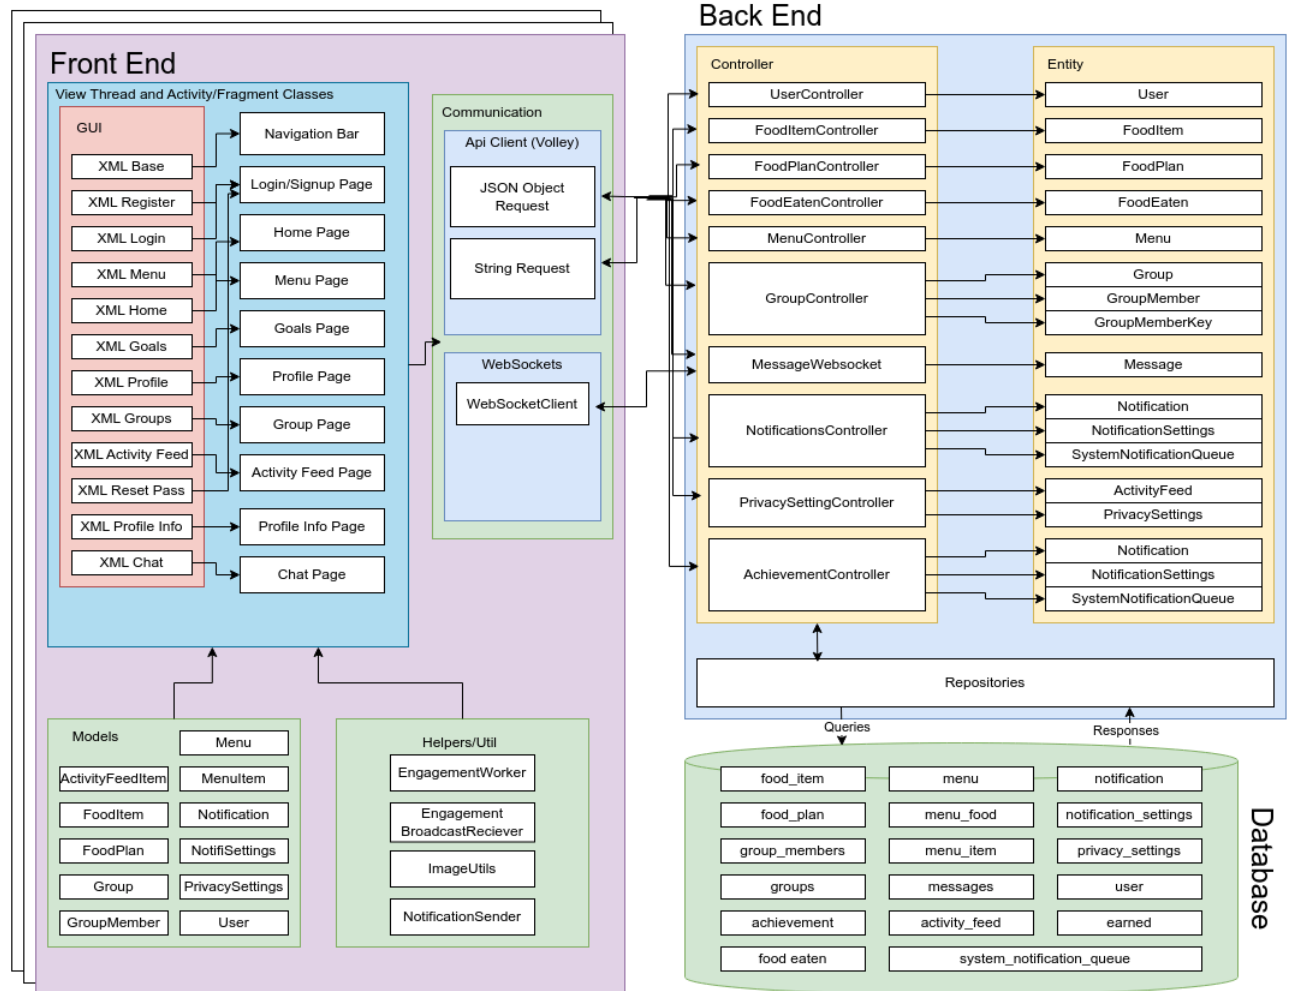 Front End
View Thread and Activity/Fragment Classes
GUI
XML Base
XML Register
XML Login
XML Menu
XML Home
XML Goals
XML Profile
XML Groups
XML Activity Feed
XML Reset Pass
XML Profile Info
XML Chat
Navigation Bar
Login/Signup Page
Home Page
Menu Page
Goals Page
Profile Page
Group Page
Activity Feed Page
Profile Info Page
Chat Page
Communication
Api Client (Volley)
JSON Object
Request
String Request
WebSockets
WebSocketClient
Models
ActivityFeedItem
FoodItem
FoodPlan
Group
GroupMember
Menu
MenuItem
Notification
NotifiSettings
PrivacySettings
User
Helpers/Util
EngagementWorker
Engagement
BroadcastReciever
ImageUtils
NotificationSender
Back End
Controller
UserController
FoodItemController
FoodPlanController
FoodEatenController
MenuController
GroupController
MessageWebsocket
NotificationsController
PrivacySettingController
AchievementController
Entity
User
FoodItem
FoodPlan
FoodEaten
Menu
Group
GroupMember
GroupMemberKey
Message
Notification
NotificationSettings
SystemNotificationQueue
ActivityFeed
PrivacySettings
Notification
NotificationSettings
SystemNotificationQueue
Repositories
Queries
Responses
food_item
menu
notification
food_plan
menu_food
notification_settings
group_members
menu_item
privacy_settings
groups
messages
user
achievement
activity_feed
earned
food eaten
system_notification_queue
Database